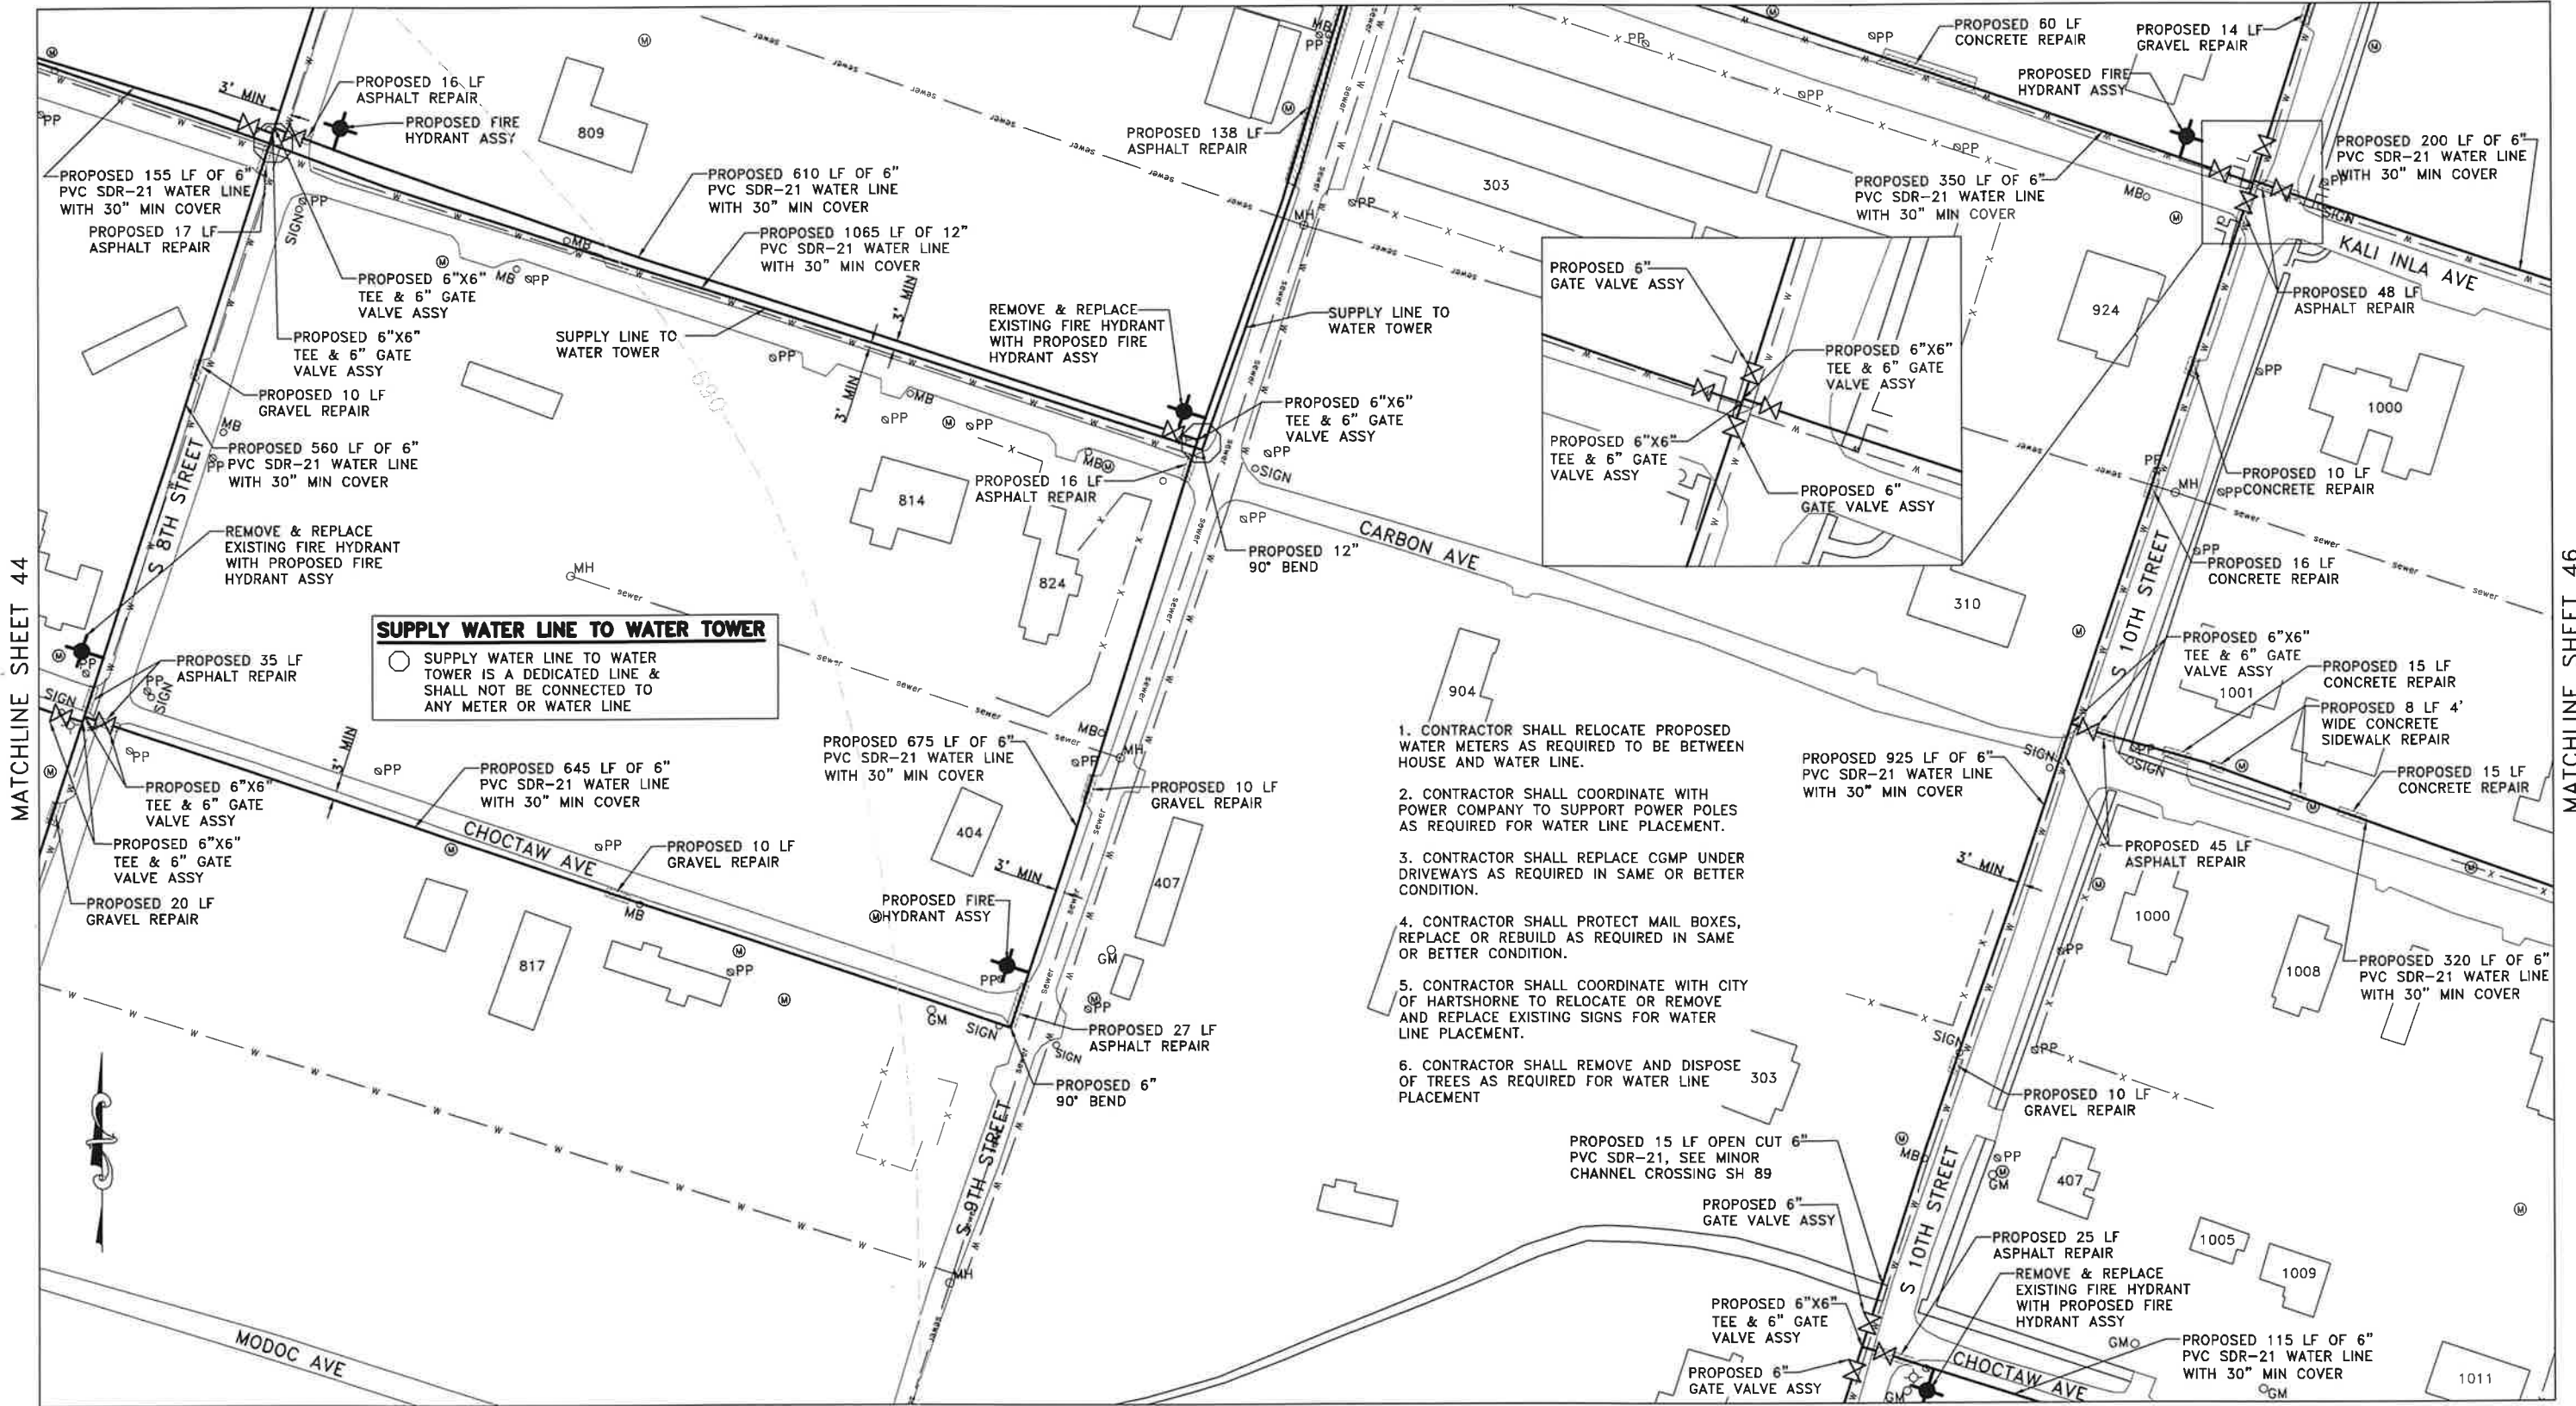 MATCHLINE SHEET 44
MATCHLINE SHEET 46
3' MIN
PROPOSED 16 LF
ASPHALT REPAIR
PROPOSED FIRE
HYDRANT ASSY
809
PROPOSED 155 LF OF 6"
PVC SDR-21 WATER LINE
WITH 30" MIN COVER
PROPOSED 17 LF
ASPHALT REPAIR
PROPOSED 610 LF OF 6"
PVC SDR-21 WATER LINE
WITH 30" MIN COVER
PROPOSED 1065 LF OF 12"
PVC SDR-21 WATER LINE
WITH 30" MIN COVER
PROPOSED 6"X6"
TEE & 6" GATE
VALVE ASSY
PROPOSED 6"X6"
TEE & 6" GATE
VALVE ASSY
SUPPLY LINE TO
WATER TOWER
3' MIN
3' MIN
690
PROPOSED 10 LF
GRAVEL REPAIR
PROPOSED 560 LF OF 6"
PVC SDR-21 WATER LINE
WITH 30" MIN COVER
S 8TH STREET
REMOVE & REPLACE
EXISTING FIRE HYDRANT
WITH PROPOSED FIRE
HYDRANT ASSY
PROPOSED 138 LF
ASPHALT REPAIR
REMOVE & REPLACE
EXISTING FIRE HYDRANT
WITH PROPOSED FIRE
HYDRANT ASSY
SUPPLY LINE TO
WATER TOWER
PROPOSED 6"X6"
TEE & 6" GATE
VALVE ASSY
PROPOSED 16 LF
ASPHALT REPAIR
PROPOSED 12"
90° BEND
814
824
CARBON AVE
SUPPLY WATER LINE TO WATER TOWER
SUPPLY WATER LINE TO WATER
TOWER IS A DEDICATED LINE &
SHALL NOT BE CONNECTED TO
ANY METER OR WATER LINE
PROPOSED 35 LF
ASPHALT REPAIR
SIGN
PROPOSED 6"X6"
TEE & 6" GATE
VALVE ASSY
PROPOSED 6"X6"
TEE & 6" GATE
VALVE ASSY
PROPOSED 20 LF
GRAVEL REPAIR
3' MIN
PROPOSED 645 LF OF 6"
PVC SDR-21 WATER LINE
WITH 30" MIN COVER
CHOCTAW AVE
PROPOSED 10 LF
GRAVEL REPAIR
817
PROPOSED 675 LF OF 6"
PVC SDR-21 WATER LINE
WITH 30" MIN COVER
PROPOSED 10 LF
GRAVEL REPAIR
404
407
3' MIN
PROPOSED FIRE
HYDRANT ASSY
PROPOSED 27 LF
ASPHALT REPAIR
PROPOSED 6"
90° BEND
S 9TH STREET
MODOC AVE
303
PROPOSED 60 LF
CONCRETE REPAIR
PROPOSED 14 LF
GRAVEL REPAIR
PROPOSED FIRE
HYDRANT ASSY
PROPOSED 200 LF OF 6"
PVC SDR-21 WATER LINE
WITH 30" MIN COVER
PROPOSED 350 LF OF 6"
PVC SDR-21 WATER LINE
WITH 30" MIN COVER
KALI INLA AVE
PROPOSED 48 LF
ASPHALT REPAIR
924
1000
PROPOSED 6"
GATE VALVE ASSY
PROPOSED 6"X6"
TEE & 6" GATE
VALVE ASSY
PROPOSED 6"X6"
TEE & 6" GATE
VALVE ASSY
PROPOSED 6"
GATE VALVE ASSY
PROPOSED 10 LF
CONCRETE REPAIR
PROPOSED 16 LF
CONCRETE REPAIR
310
S 10TH STREET
PROPOSED 6"X6"
TEE & 6" GATE
VALVE ASSY
1001
PROPOSED 15 LF
CONCRETE REPAIR
PROPOSED 8 LF 4'
WIDE CONCRETE
SIDEWALK REPAIR
PROPOSED 15 LF
CONCRETE REPAIR
904
1. CONTRACTOR SHALL RELOCATE PROPOSED
WATER METERS AS REQUIRED TO BE BETWEEN
HOUSE AND WATER LINE.
2. CONTRACTOR SHALL COORDINATE WITH
POWER COMPANY TO SUPPORT POWER POLES
AS REQUIRED FOR WATER LINE PLACEMENT.
3. CONTRACTOR SHALL REPLACE CGMP UNDER
DRIVEWAYS AS REQUIRED IN SAME OR BETTER
CONDITION.
4. CONTRACTOR SHALL PROTECT MAIL BOXES,
REPLACE OR REBUILD AS REQUIRED IN SAME
OR BETTER CONDITION.
5. CONTRACTOR SHALL COORDINATE WITH CITY
OF HARTSHORNE TO RELOCATE OR REMOVE
AND REPLACE EXISTING SIGNS FOR WATER
LINE PLACEMENT.
6. CONTRACTOR SHALL REMOVE AND DISPOSE
OF TREES AS REQUIRED FOR WATER LINE
PLACEMENT
303
PROPOSED 925 LF OF 6"
PVC SDR-21 WATER LINE
WITH 30" MIN COVER
PROPOSED 45 LF
ASPHALT REPAIR
3' MIN
1000
1008
PROPOSED 320 LF OF 6"
PVC SDR-21 WATER LINE
WITH 30" MIN COVER
PROPOSED 10 LF
GRAVEL REPAIR
PROPOSED 15 LF OPEN CUT 6"
PVC SDR-21, SEE MINOR
CHANNEL CROSSING SH 89
PROPOSED 6"
GATE VALVE ASSY
S 10TH STREET
407
1005
1009
PROPOSED 25 LF
ASPHALT REPAIR
REMOVE & REPLACE
EXISTING FIRE HYDRANT
WITH PROPOSED FIRE
HYDRANT ASSY
PROPOSED 6"X6"
TEE & 6" GATE
VALVE ASSY
PROPOSED 6"
GATE VALVE ASSY
CHOCTAW AVE
PROPOSED 115 LF OF 6"
PVC SDR-21 WATER LINE
WITH 30" MIN COVER
1011